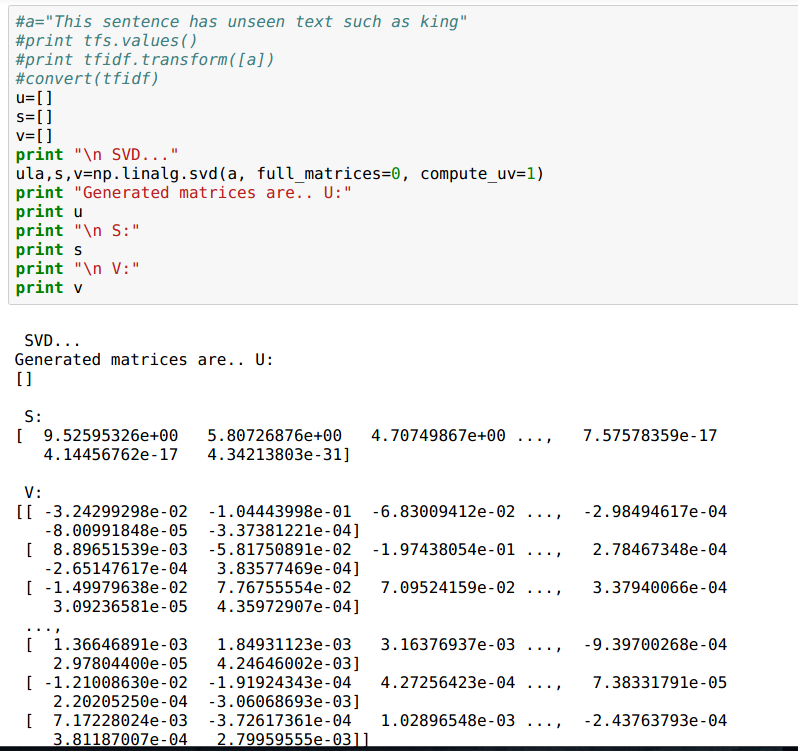 #a="This sentence has unseen text such as king"
#print tfs.values()
#print tfidf.transform([a])
#convert(tfidf)
u=[]
s=[]
v=[]
print "\n SVD..."
ula,s,v=np.linalg.svd(a, full_matrices=0, compute_uv=1)
print "Generated matrices are.. U:"
print u
print "\n S:"
print s
print "\n V:"
print v
SVD...
Generated matrices are.. U:
[]
S:
[ 9.52595326e+00 5.80726876e+00 4.70749867e+00 ..., 7.57578359e-17
4.14456762e-17 4.34213803e-31]
V:
[[ -3.24299298e-02 -1.04443998e-01 -6.83009412e-02 ..., -2.98494617e-04
-8.00991848e-05 -3.37381221e-04]
[ 8.89651539e-03 -5.81750891e-02 -1.97438054e-01 ..., 2.78467348e-04
-2.65147617e-04 3.83577469e-04]
[ -1.49979638e-02 7.76755554e-02 7.09524159e-02 ..., 3.37940066e-04
3.09236581e-05 4.35972907e-04]
...,
[ 1.36646891e-03 1.84931123e-03 3.16376937e-03 ..., -9.39700268e-04
2.97804400e-05 4.24646002e-03]
[ -1.21008630e-02 -1.91924343e-04 4.27256423e-04 ..., 7.38331791e-05
2.20205250e-04 -3.06068693e-03]
[ 7.17228024e-03 -3.72617361e-04 1.02896548e-03 ..., -2.43763793e-04
3.81187007e-04 2.79959555e-03]]